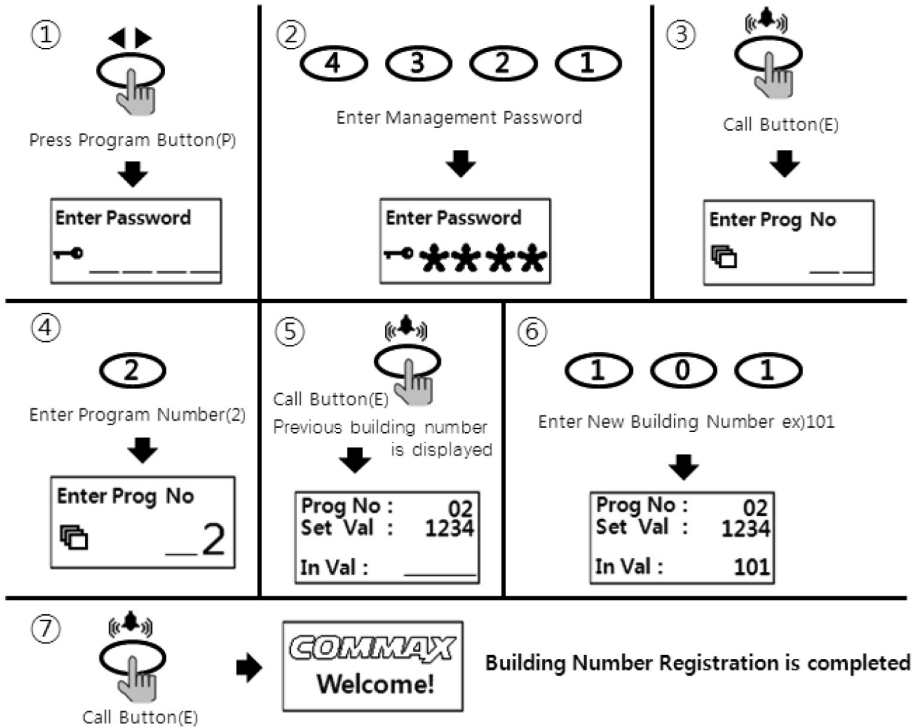 ①
Press Program Button(P)
Enter Password
②
4 3 2 1
Enter Management Password
Enter Password
③
Call Button(E)
Enter Prog No
④
2
Enter Program Number(2)
Enter Prog No
_2
⑤
Call Button(E)
Previous building number
is displayed
Prog No : 02
Set Val : 1234
In Val :
⑥
1 0 1
Enter New Building Number ex)101
Prog No : 02
Set Val : 1234
In Val : 101
⑦
Call Button(E)
COMMAX
Welcome!
Building Number Registration is completed